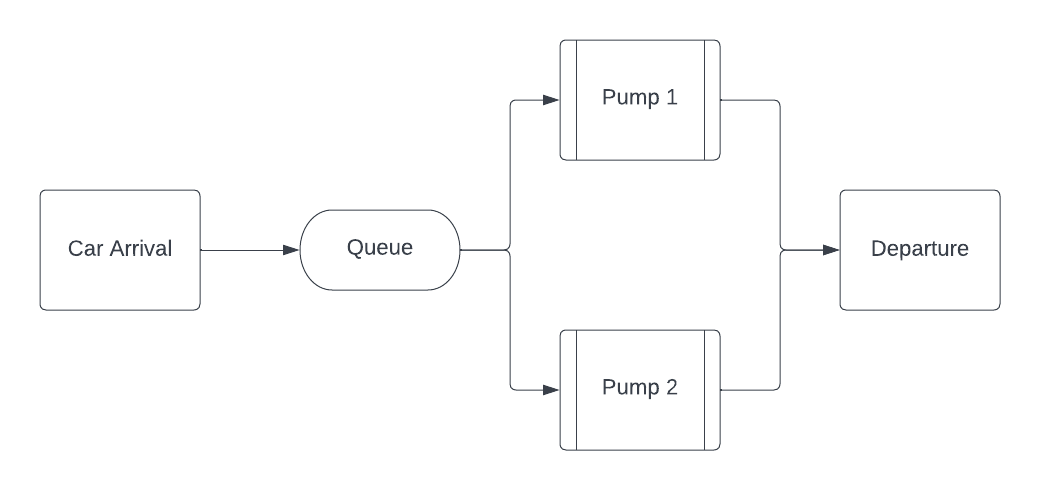 Car Arrival
Queue
Pump 1
Pump 2
Departure